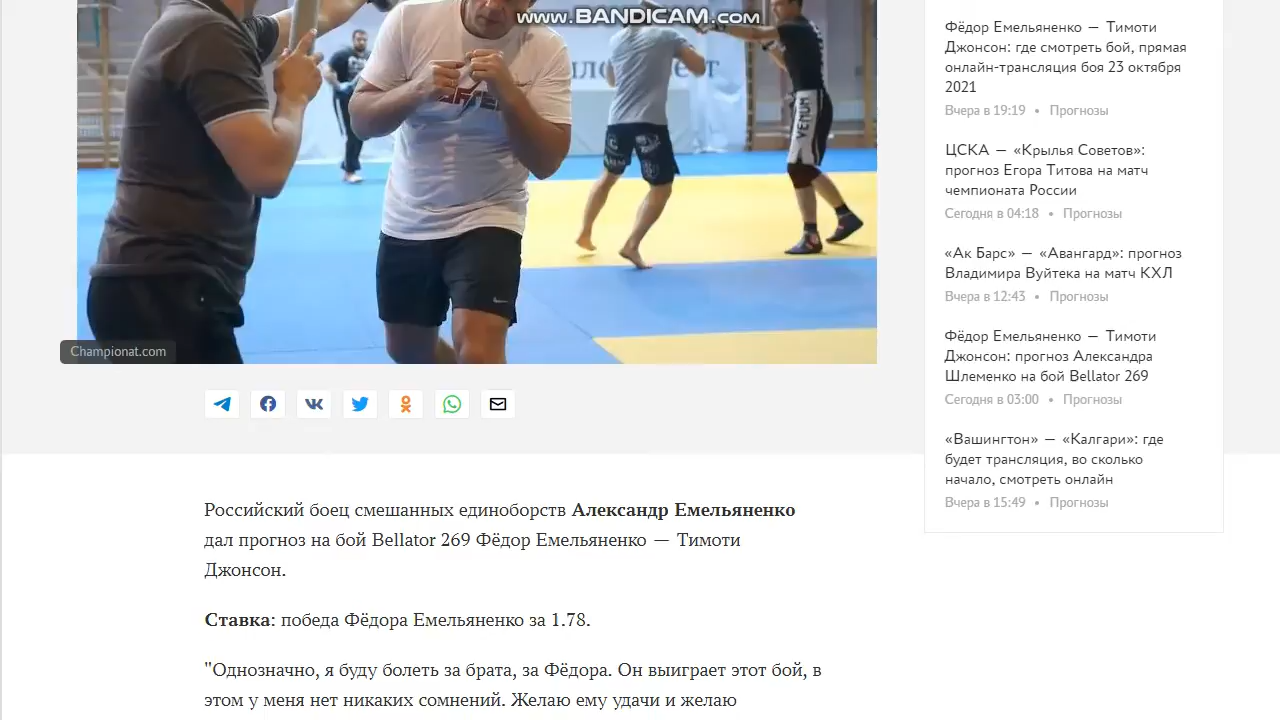 www.BANDICAM.com
VENUM
Championat.com
Российский боец смешанных единоборств Александр Емельяненко
дал прогноз на бой Bellator 269 Фёдор Емельяненко — Тимоти
Джонсон.
Ставка: победа Фёдора Емельяненко за 1.78.
"Однозначно, я буду болеть за брата, за Фёдора. Он выиграет этот бой, в
этом у меня нет никаких сомнений. Желаю ему удачи и желаю
Фёдор Емельяненко — Тимоти
Джонсон: где смотреть бой, прямая
онлайн-трансляция боя 23 октября
2021
Вчера в 19:19 • Прогнозы
ЦСКА — «Крылья Советов»:
прогноз Егора Титова на матч
чемпионата России
Сегодня в 04:18 • Прогнозы
«Ак Барс» — «Авангард»: прогноз
Владимира Вуйтека на матч КХЛ
Вчера в 12:43 • Прогнозы
Фёдор Емельяненко — Тимоти
Джонсон: прогноз Александра
Шлеменко на бой Bellator 269
Сегодня в 03:00 • Прогнозы
«Вашингтон» — «Калгари»: где
будет трансляция, во сколько
начало, смотреть онлайн
Вчера в 15:49 • Прогнозы